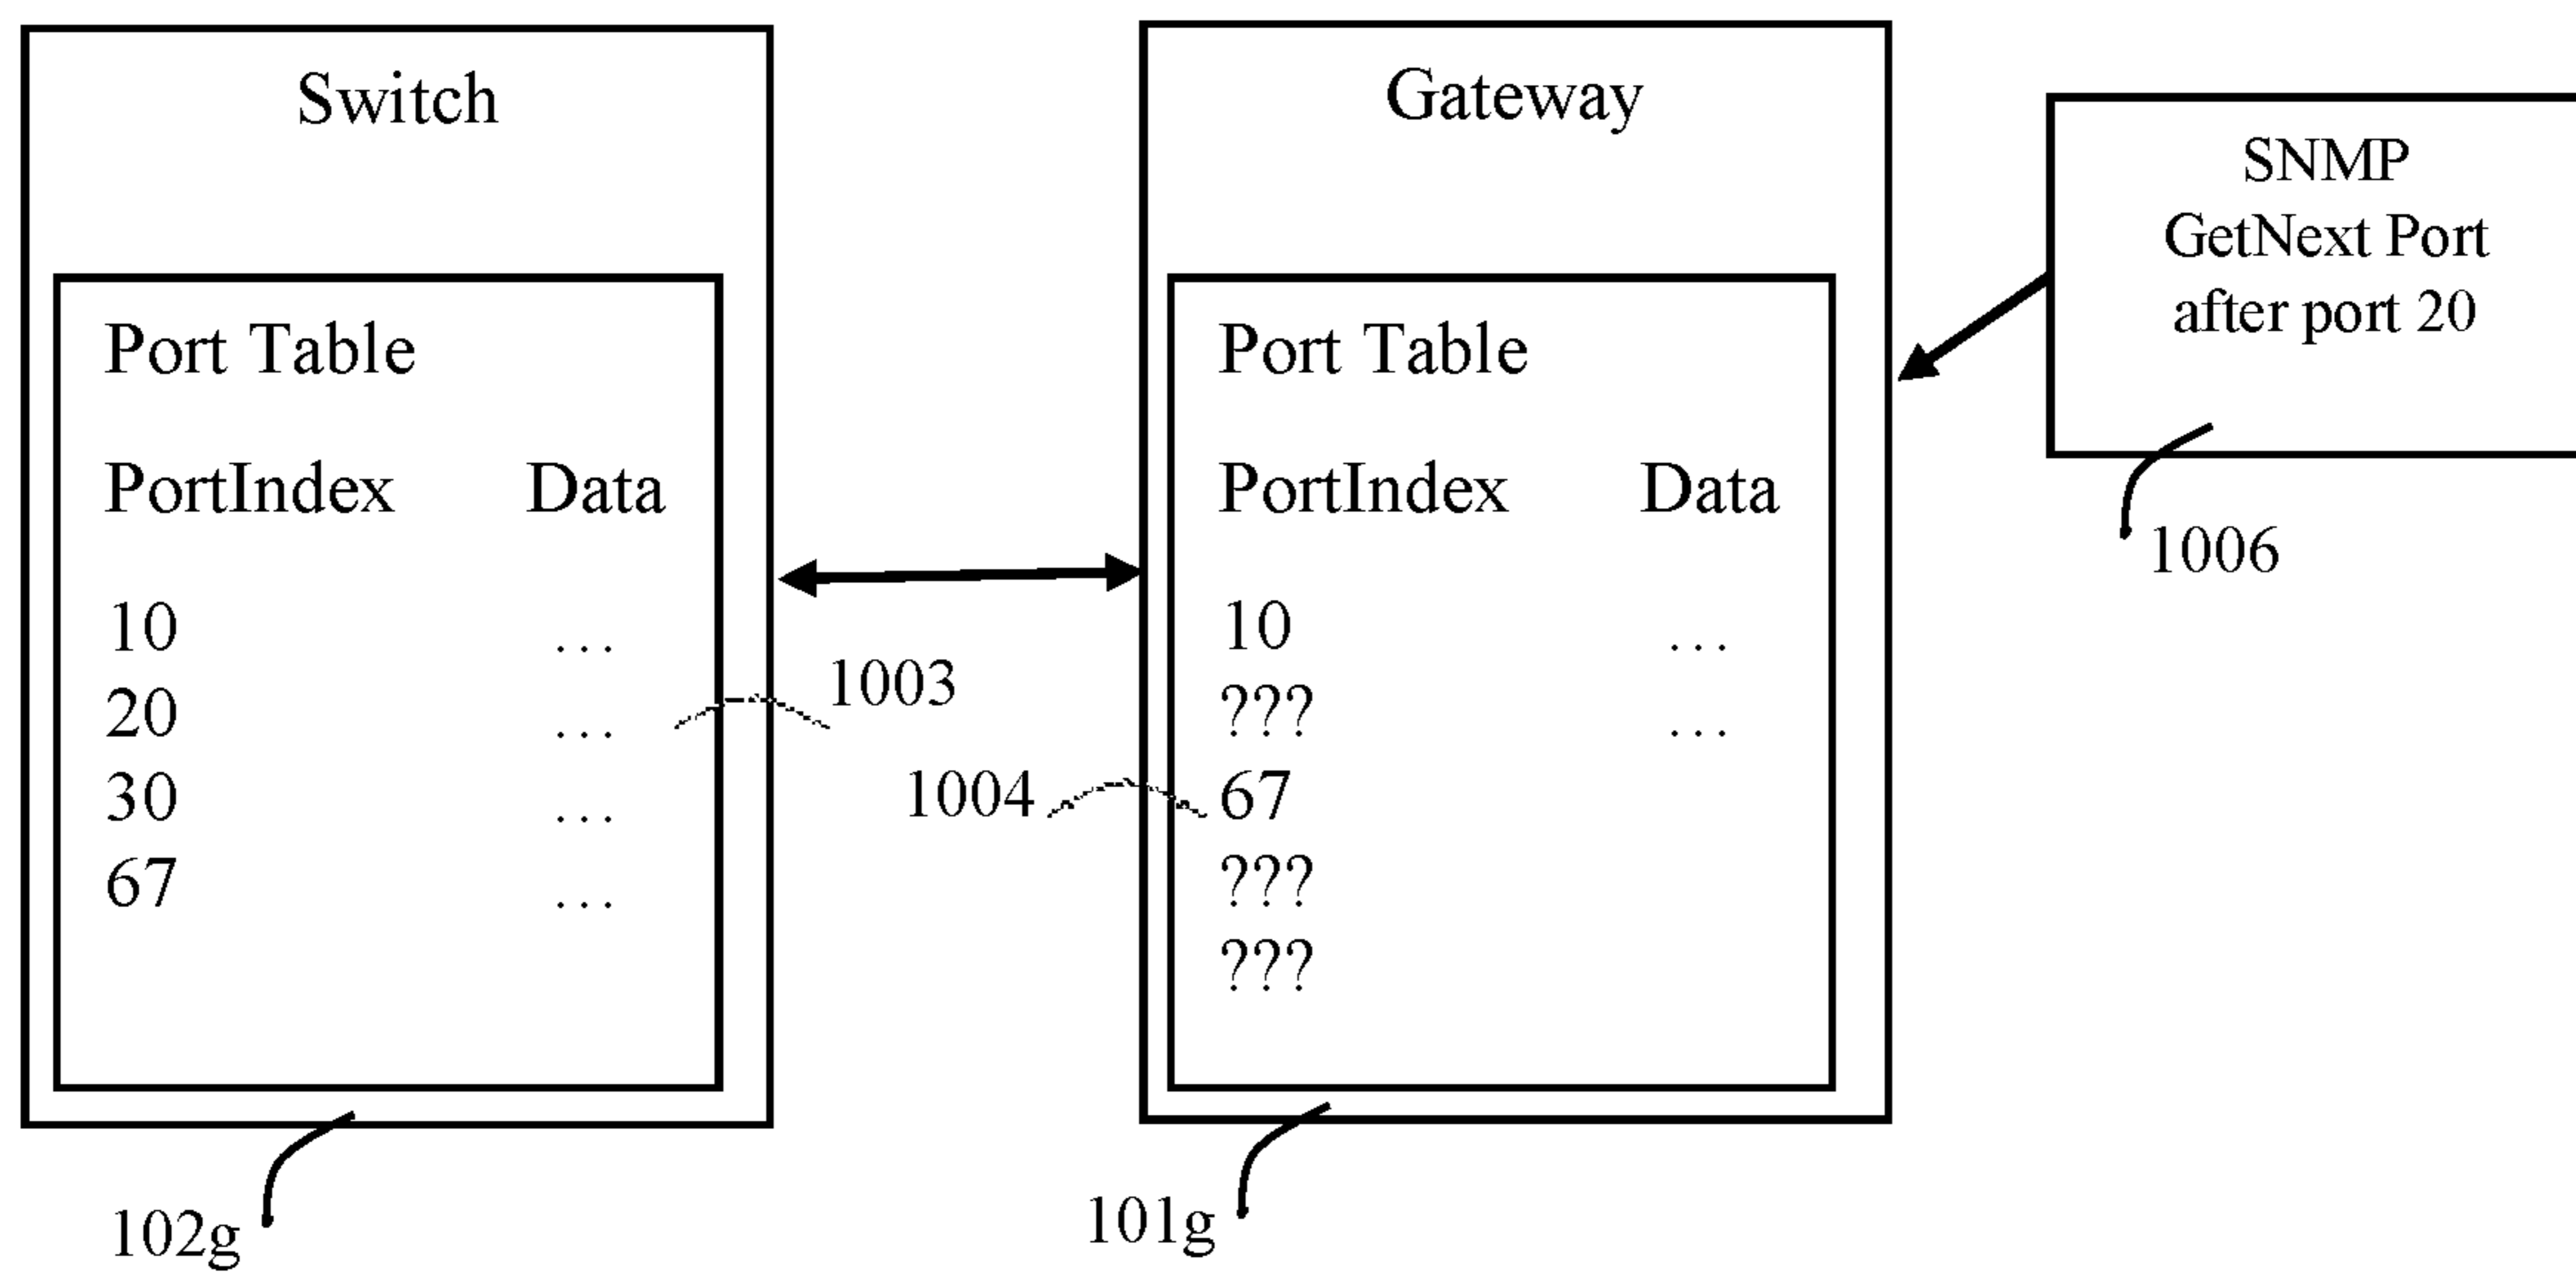 Switch
Port Table
PortIndex Data
10 ...
20 ...
30 ...
67 ...
102g
1003
Gateway
Port Table
PortIndex Data
10 ...
??? ...
67
???
???
1004
101g
SNMP
GetNext Port
after port 20
1006